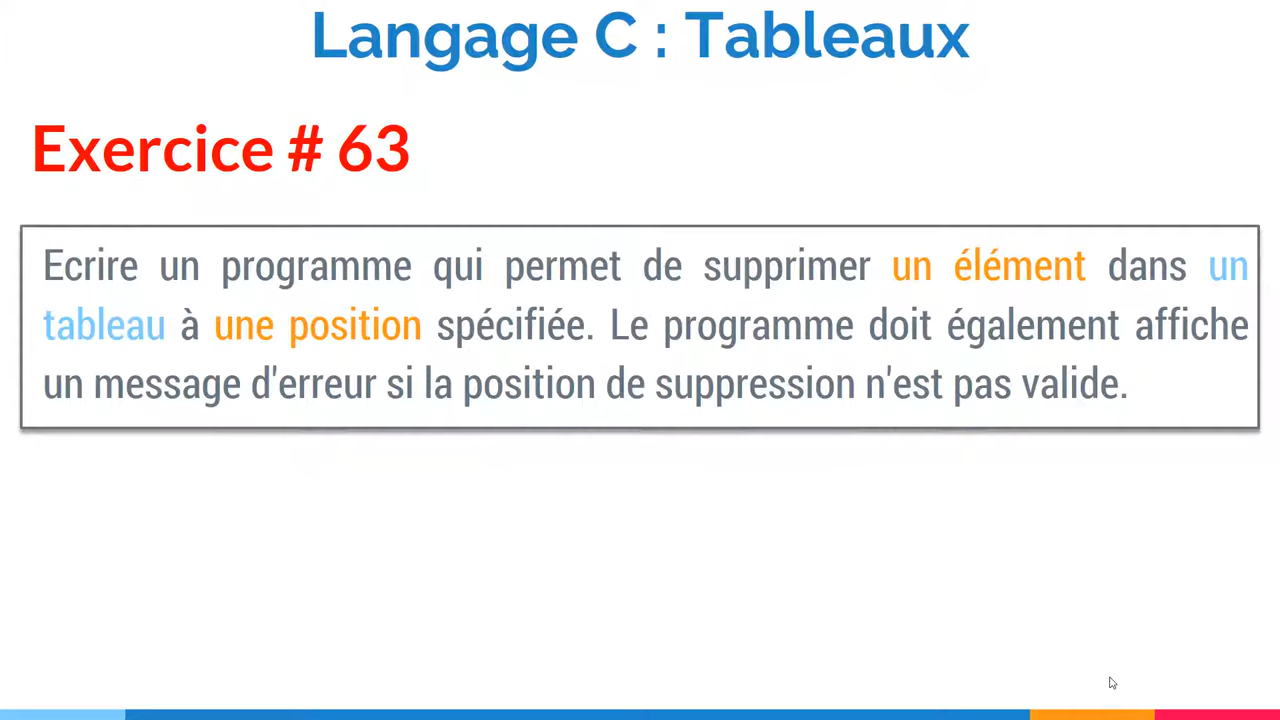 Langage C : Tableaux
Exercice # 63
Ecrire un programme qui permet de supprimer un élément dans un
tableau à une position spécifiée. Le programme doit également affiche
un message d'erreur si la position de suppression n'est pas valide.